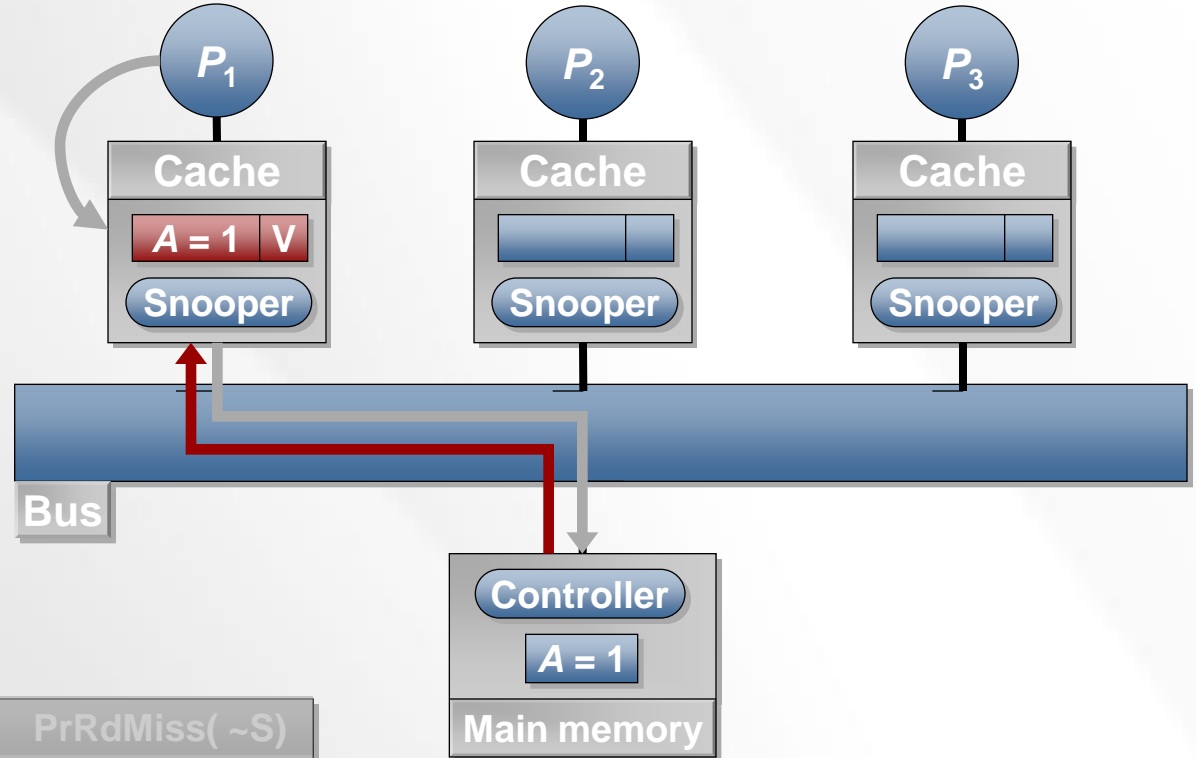 P1 P2 P3
Cache Cache Cache
A = 1 V
Snooper Snooper Snooper
Bus
Controller
A = 1
PrRdMiss( ~S)
Main memory